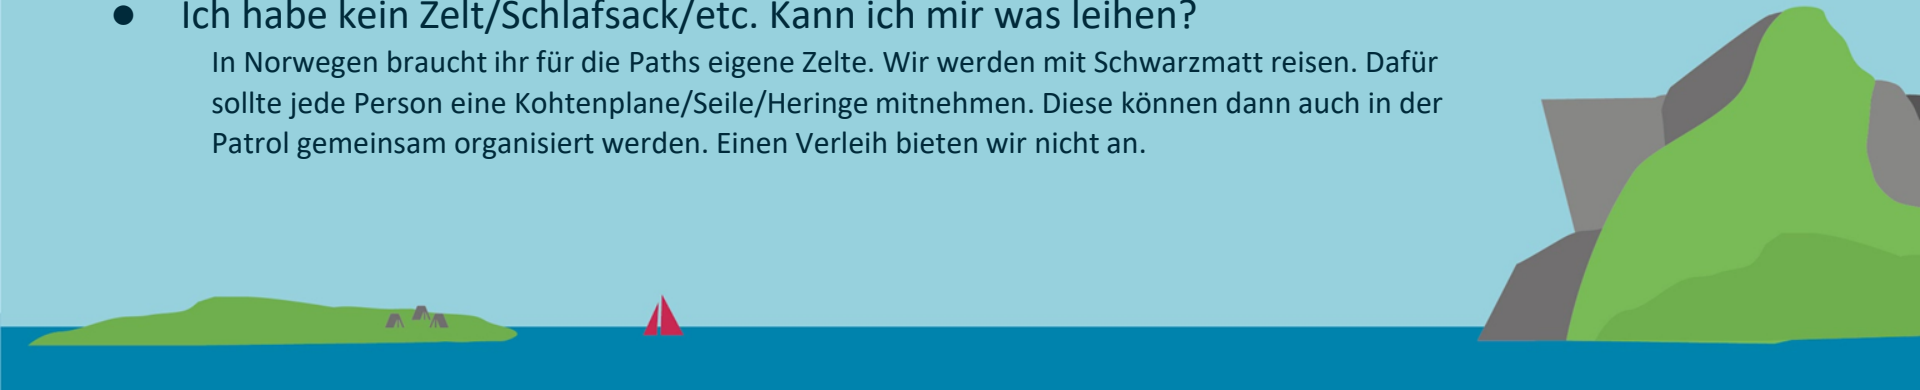 ● Ich habe kein Zelt/Schlafsack/etc. Kann ich mir was leihen?
In Norwegen braucht ihr für die Paths eigene Zelte. Wir werden mit Schwarzmatt reisen. Dafür
sollte jede Person eine Kohtenplane/Seile/Heringe mitnehmen. Diese können dann auch in der
Patrol gemeinsam organisiert werden. Einen Verleih bieten wir nicht an.